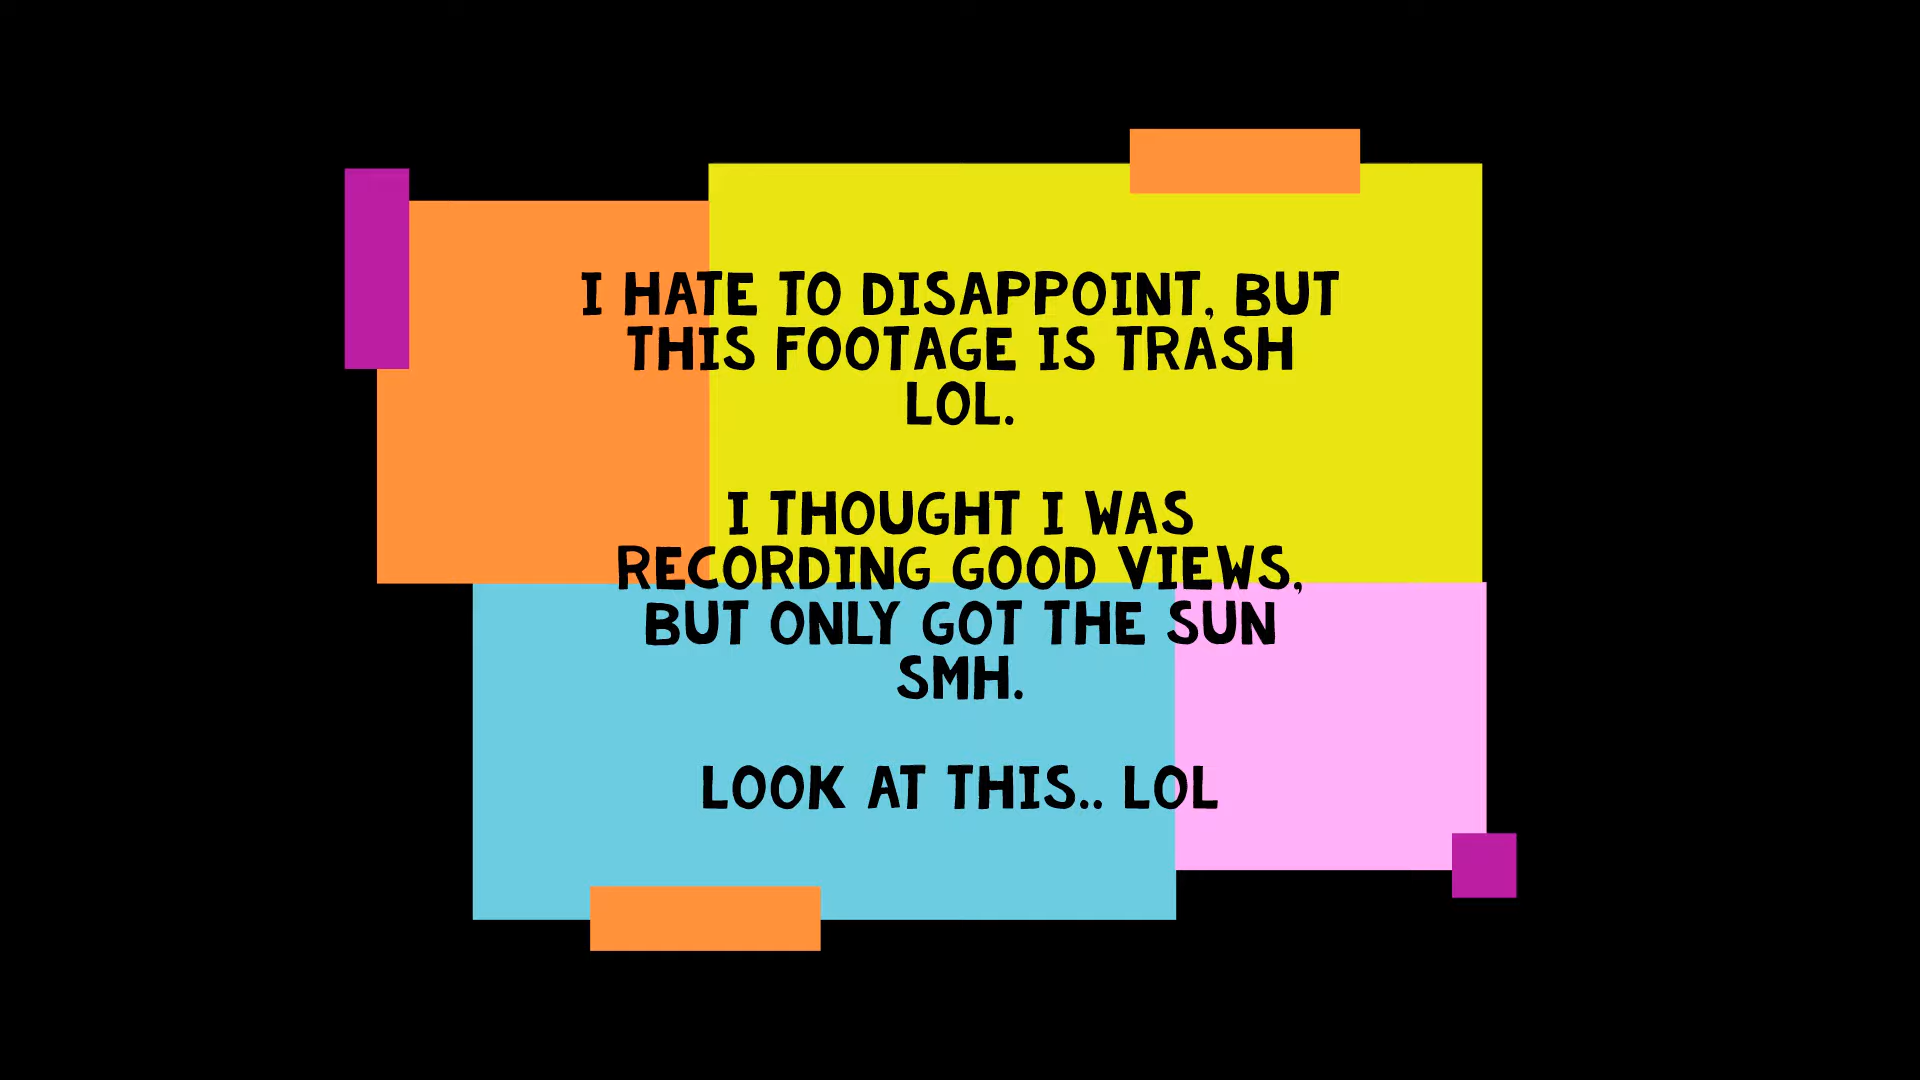 I HATE TO DISAPPOINT, BUT
THIS FOOTAGE IS TRASH
LOL.
I THOUGHT I WAS
RECORDING GOOD VIEWS,
BUT ONLY GOT THE SUN
SMH.
LOOK AT THIS.. LOL